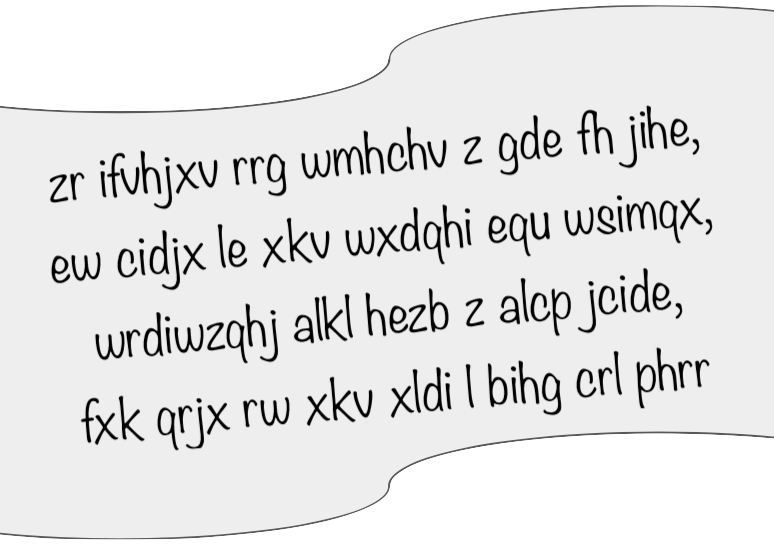 zr ifvhjxv rrg wmhchv z gde fh jihe,
ew cidjx le xkv wxdqhi equ wsimqx,
wrdiwzqhj alkl hezb z alcp jcide,
fxk qrjx rw xkv xldi l bihg crl phrr